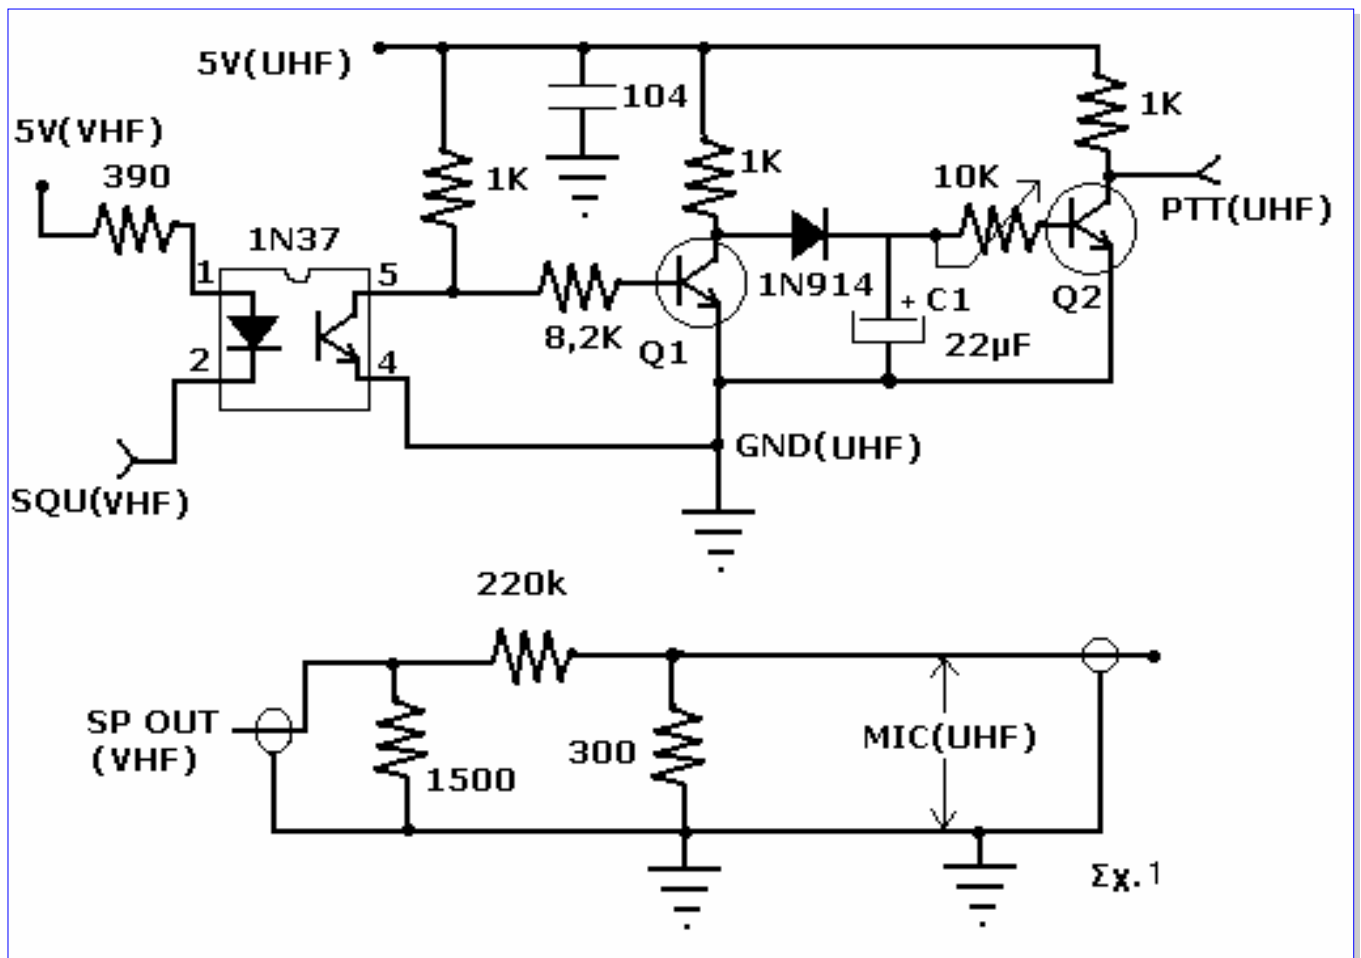 5V(UHF)
104
1K
5V(VHF)
390
1K
1K
10K
PTT(UHF)
1N37
1
5
1N914
8,2K
Q1
+ C1
22μF
Q2
2
4
GND(UHF)
SQU(VHF)
220k
SP OUT
(VHF)
1500
300
MIC(UHF)
Σχ.1